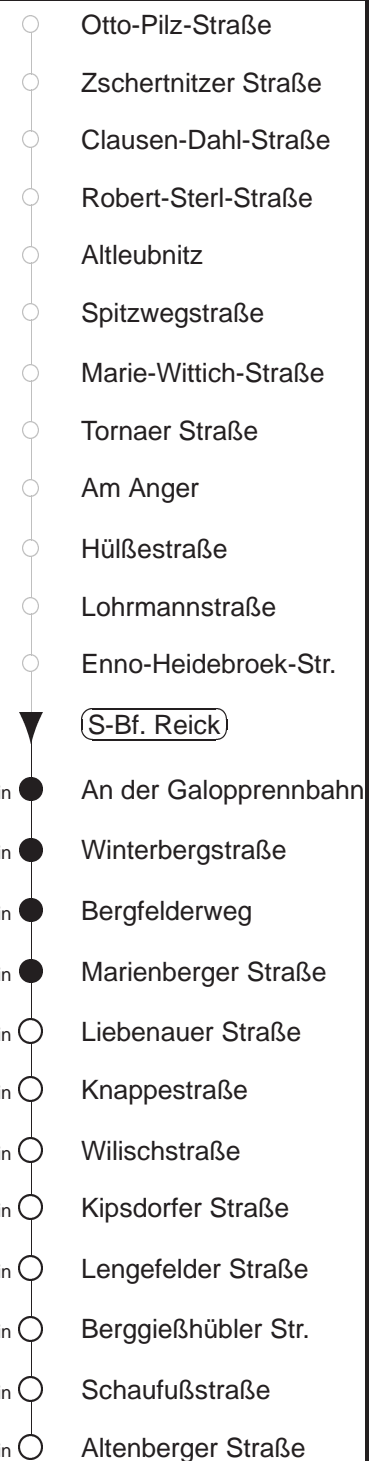 Otto-Pilz-Straße
Zschertnitzer Straße
Clausen-Dahl-Straße
Robert-Sterl-Straße
Altleubnitz
Spitzwegstraße
Marie-Wittich-Straße
Tornaer Straße
Am Anger
Hülßestraße
Lohrmannstraße
Enno-Heidebroek-Str.
S-Bf. Reick
An der Galopprennbahn
Winterbergstraße
Bergfelderweg
Marienberger Straße
Liebenauer Straße
Knappestraße
Wilischstraße
Kipsdorfer Straße
Lengefelder Straße
Berggießhübler Str.
Schaufußstraße
Altenberger Straße